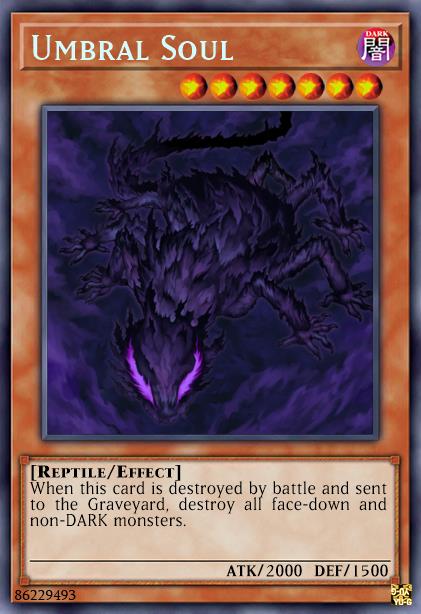 Umbral Soul
DARK
闇
[Reptile/Effect]
When this card is destroyed by battle and sent
to the Graveyard, destroy all face-down and
non-DARK monsters.
ATK/2000 DEF/1500
86229493